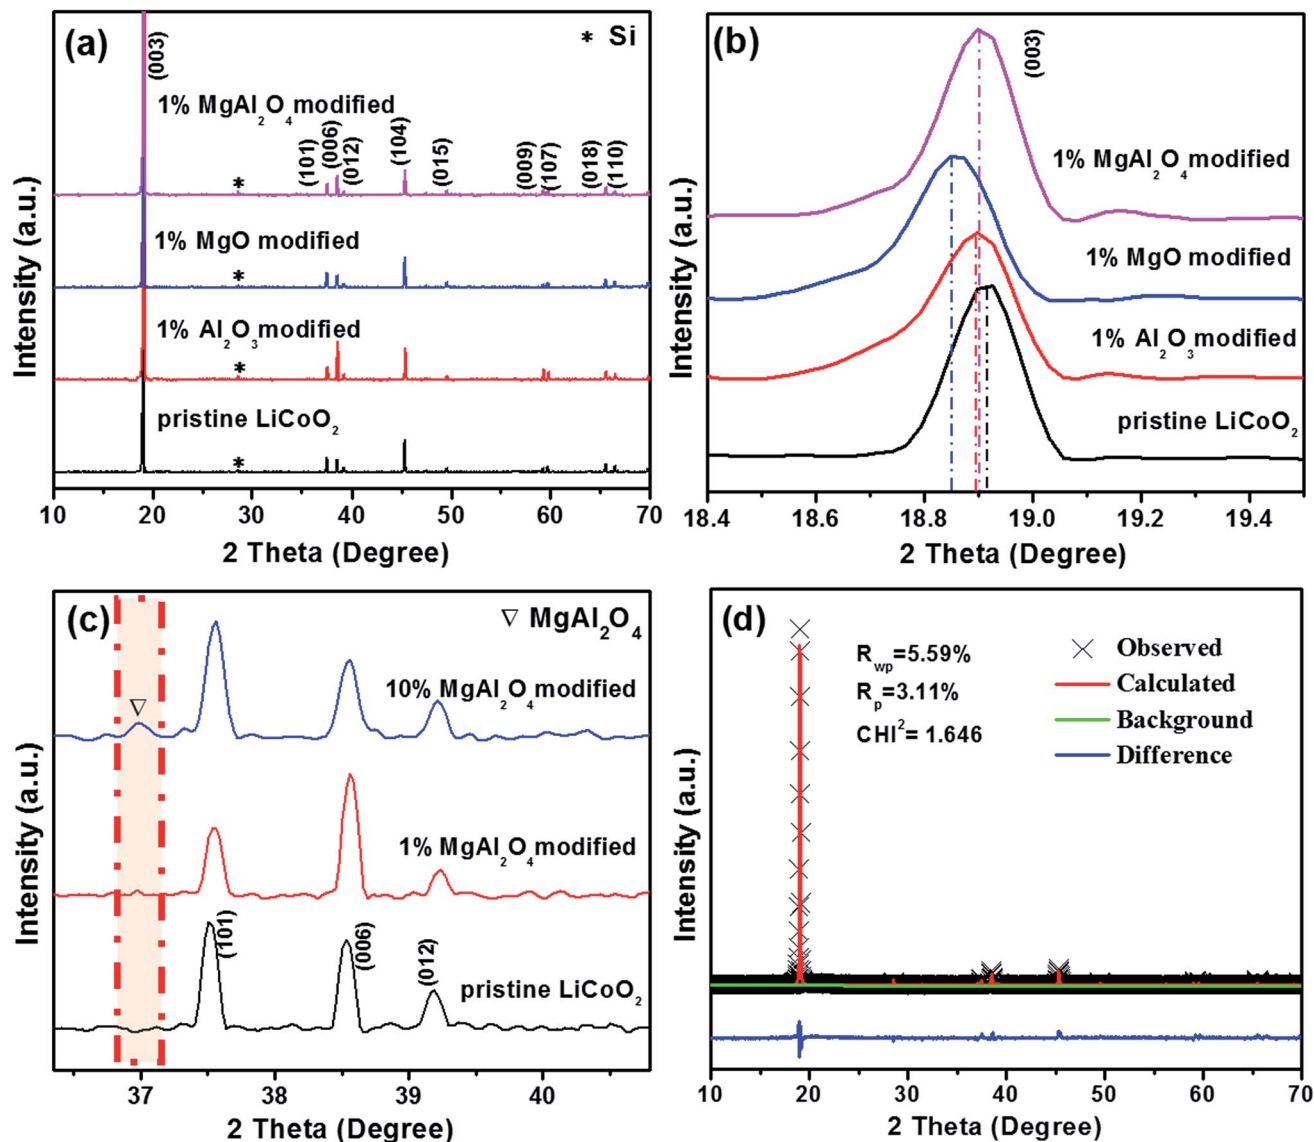 (a)
* Si
(003)
1% MgAl₂O₄ modified
(101)
(006)
(012)
(104)
(015)
(009)
(107)
(018)
(110)
*
1% MgO modified
*
1% Al₂O₃ modified
*
pristine LiCoO₂
*
Intensity (a.u.)
10 20 30 40 50 60 70
2 Theta (Degree)
(b)
(003)
1% MgAl₂O₄ modified
1% MgO modified
1% Al₂O₃ modified
pristine LiCoO₂
Intensity (a.u.)
18.4 18.6 18.8 19.0 19.2 19.4
2 Theta (Degree)
(c)
▽ MgAl₂O₄
10% MgAl₂O₄ modified
▽
1% MgAl₂O₄ modified
(101)
(006)
(012)
pristine LiCoO₂
Intensity (a.u.)
37 38 39 40
2 Theta (Degree)
(d)
R_wp=5.59%
R_p=3.11%
CHI²= 1.646
Observed
Calculated
Background
Difference
Intensity (a.u.)
10 20 30 40 50 60 70
2 Theta (Degree)